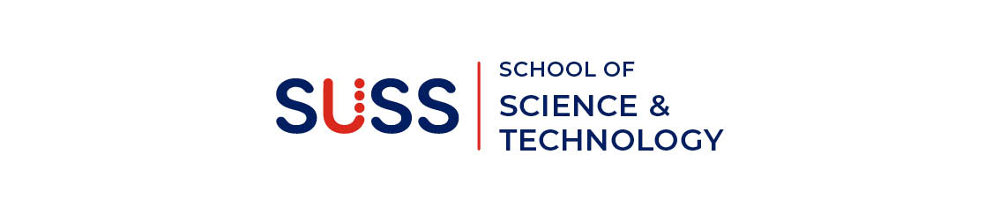 SUSS
SCHOOL OF
SCIENCE &
TECHNOLOGY